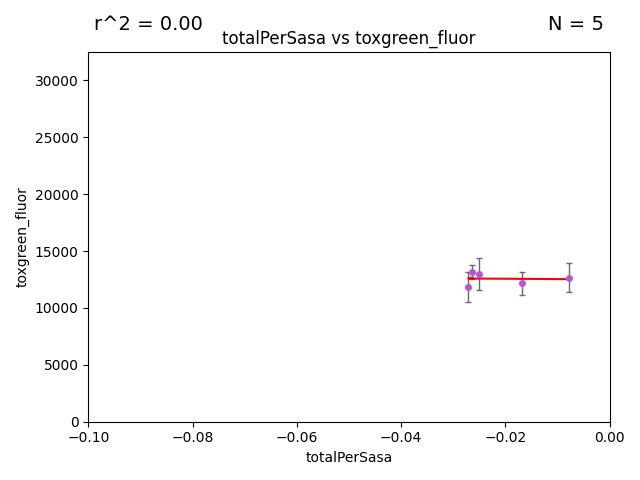 r^2 = 0.00
N = 5
totalPerSasa vs toxgreen_fluor
30000
25000
20000
15000
10000
5000
0
toxgreen_fluor
−0.10
−0.08
−0.06
−0.04
−0.02
0.00
totalPerSasa